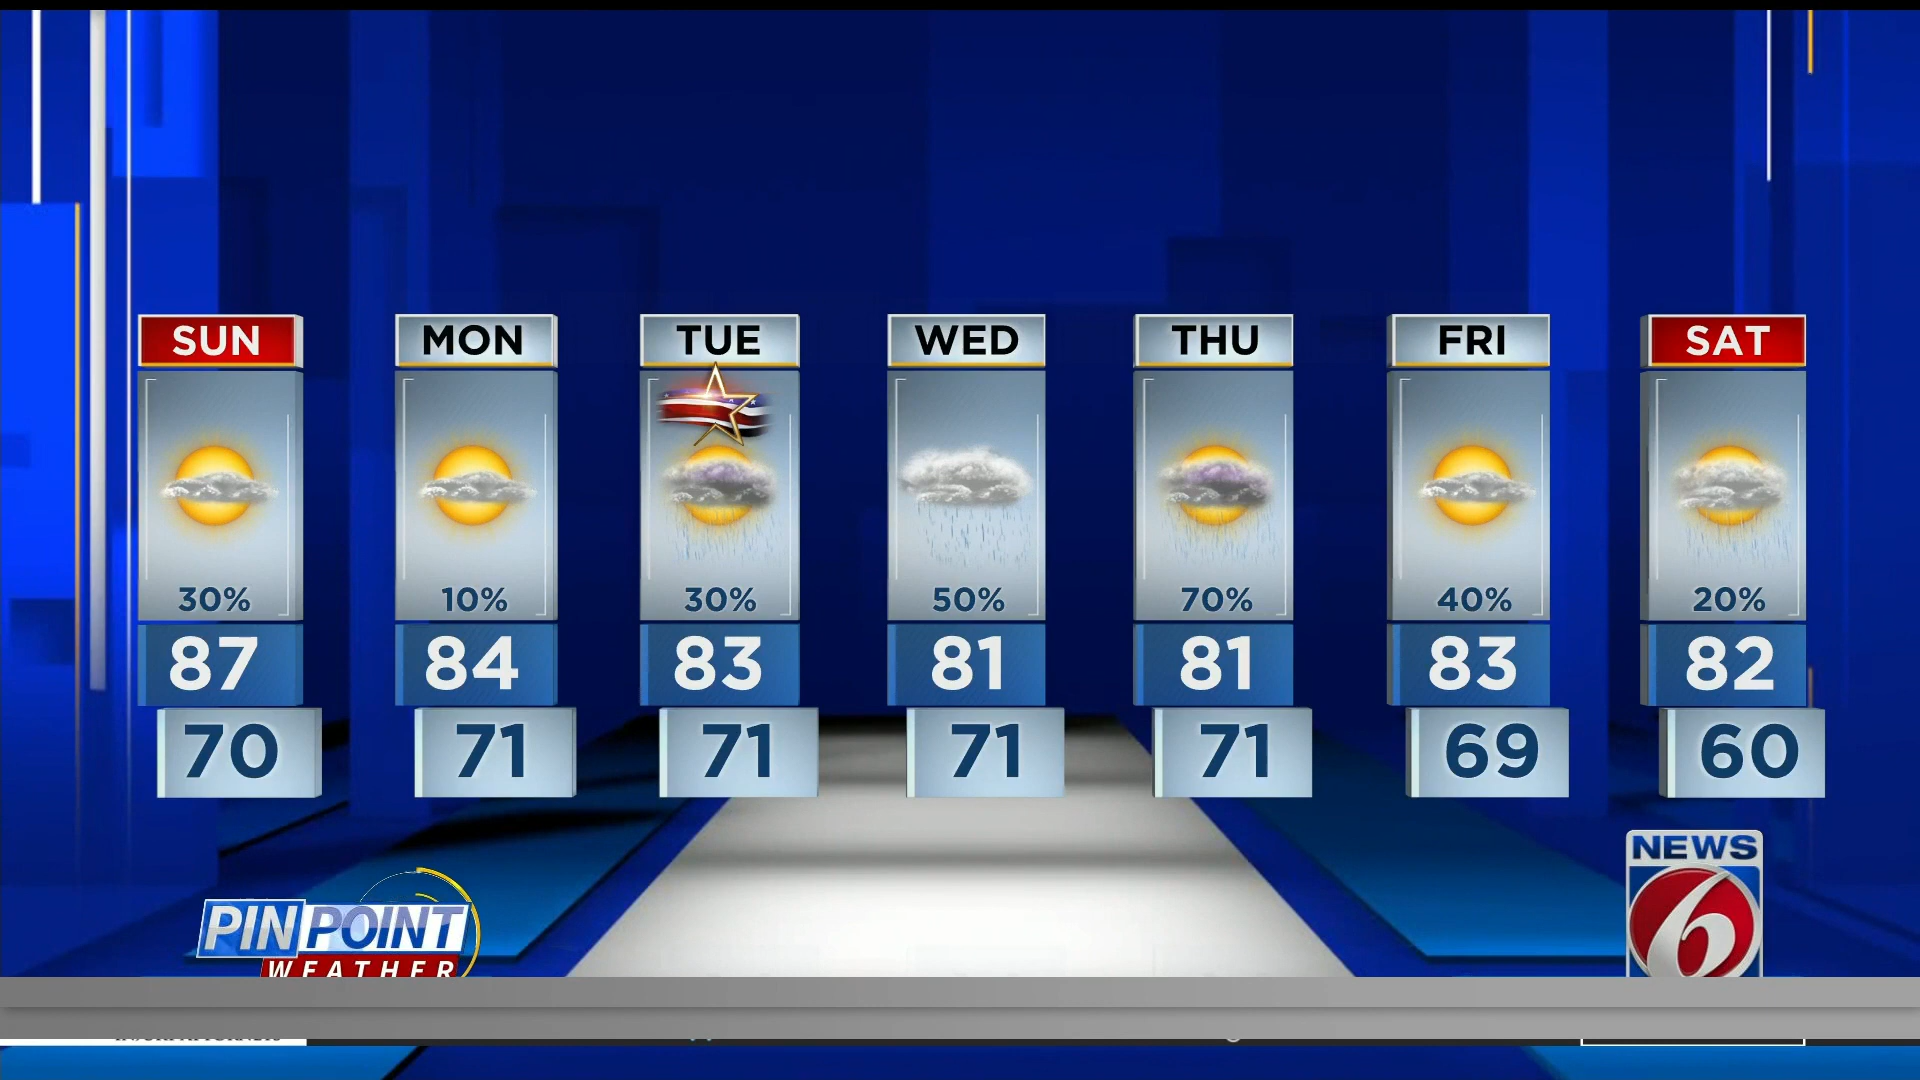 SUN MON TUE WED THU FRI SAT
30% 10% 30% 50% 70% 40% 20%
87 84 83 81 81 83 82
70 71 71 71 71 69 60
PINPOINT
WEATHER
NEWS
6